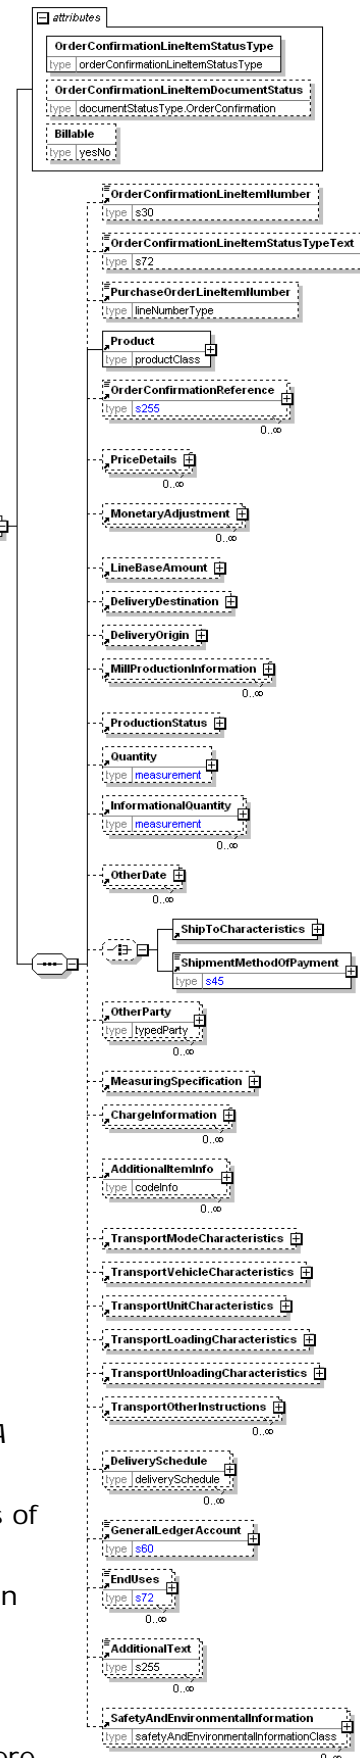 attributes
OrderConfirmationLineItemStatusType
type orderConfirmationLineItemStatusType
OrderConfirmationLineItemDocumentStatus
type documentStatusType.OrderConfirmation
Billable
type yesNo
OrderConfirmationLineItemNumber
type s30
OrderConfirmationLineItemStatusTypeText
type s72
PurchaseOrderLineItemNumber
type lineNumberType
Product
type productClass
OrderConfirmationReference
type s255
0..∞
PriceDetails
0..∞
MonetaryAdjustment
0..∞
LineBaseAmount
DeliveryDestination
DeliveryOrigin
MillProductionInformation
0..∞
ProductionStatus
Quantity
type measurement
InformationalQuantity
type measurement
0..∞
OtherDate
0..∞
ShipToCharacteristics
ShipmentMethodOfPayment
type s45
OtherParty
type typedParty
0..∞
MeasuringSpecification
ChargeInformation
0..∞
AdditionalItemInfo
type codeInfo
0..∞
TransportModeCharacteristics
TransportVehicleCharacteristics
TransportUnitCharacteristics
TransportLoadingCharacteristics
TransportUnloadingCharacteristics
TransportOtherInstructions
0..∞
A
DeliverySchedule
type deliverySchedule
0..∞
s of
GeneralLedgerAccount
type s60
EndUses
type s72
0..∞
n
AdditionalText
type s255
0..∞
SafetyAndEnvironmentalInformation
type safetyAndEnvironmentalInformationClass
0..∞